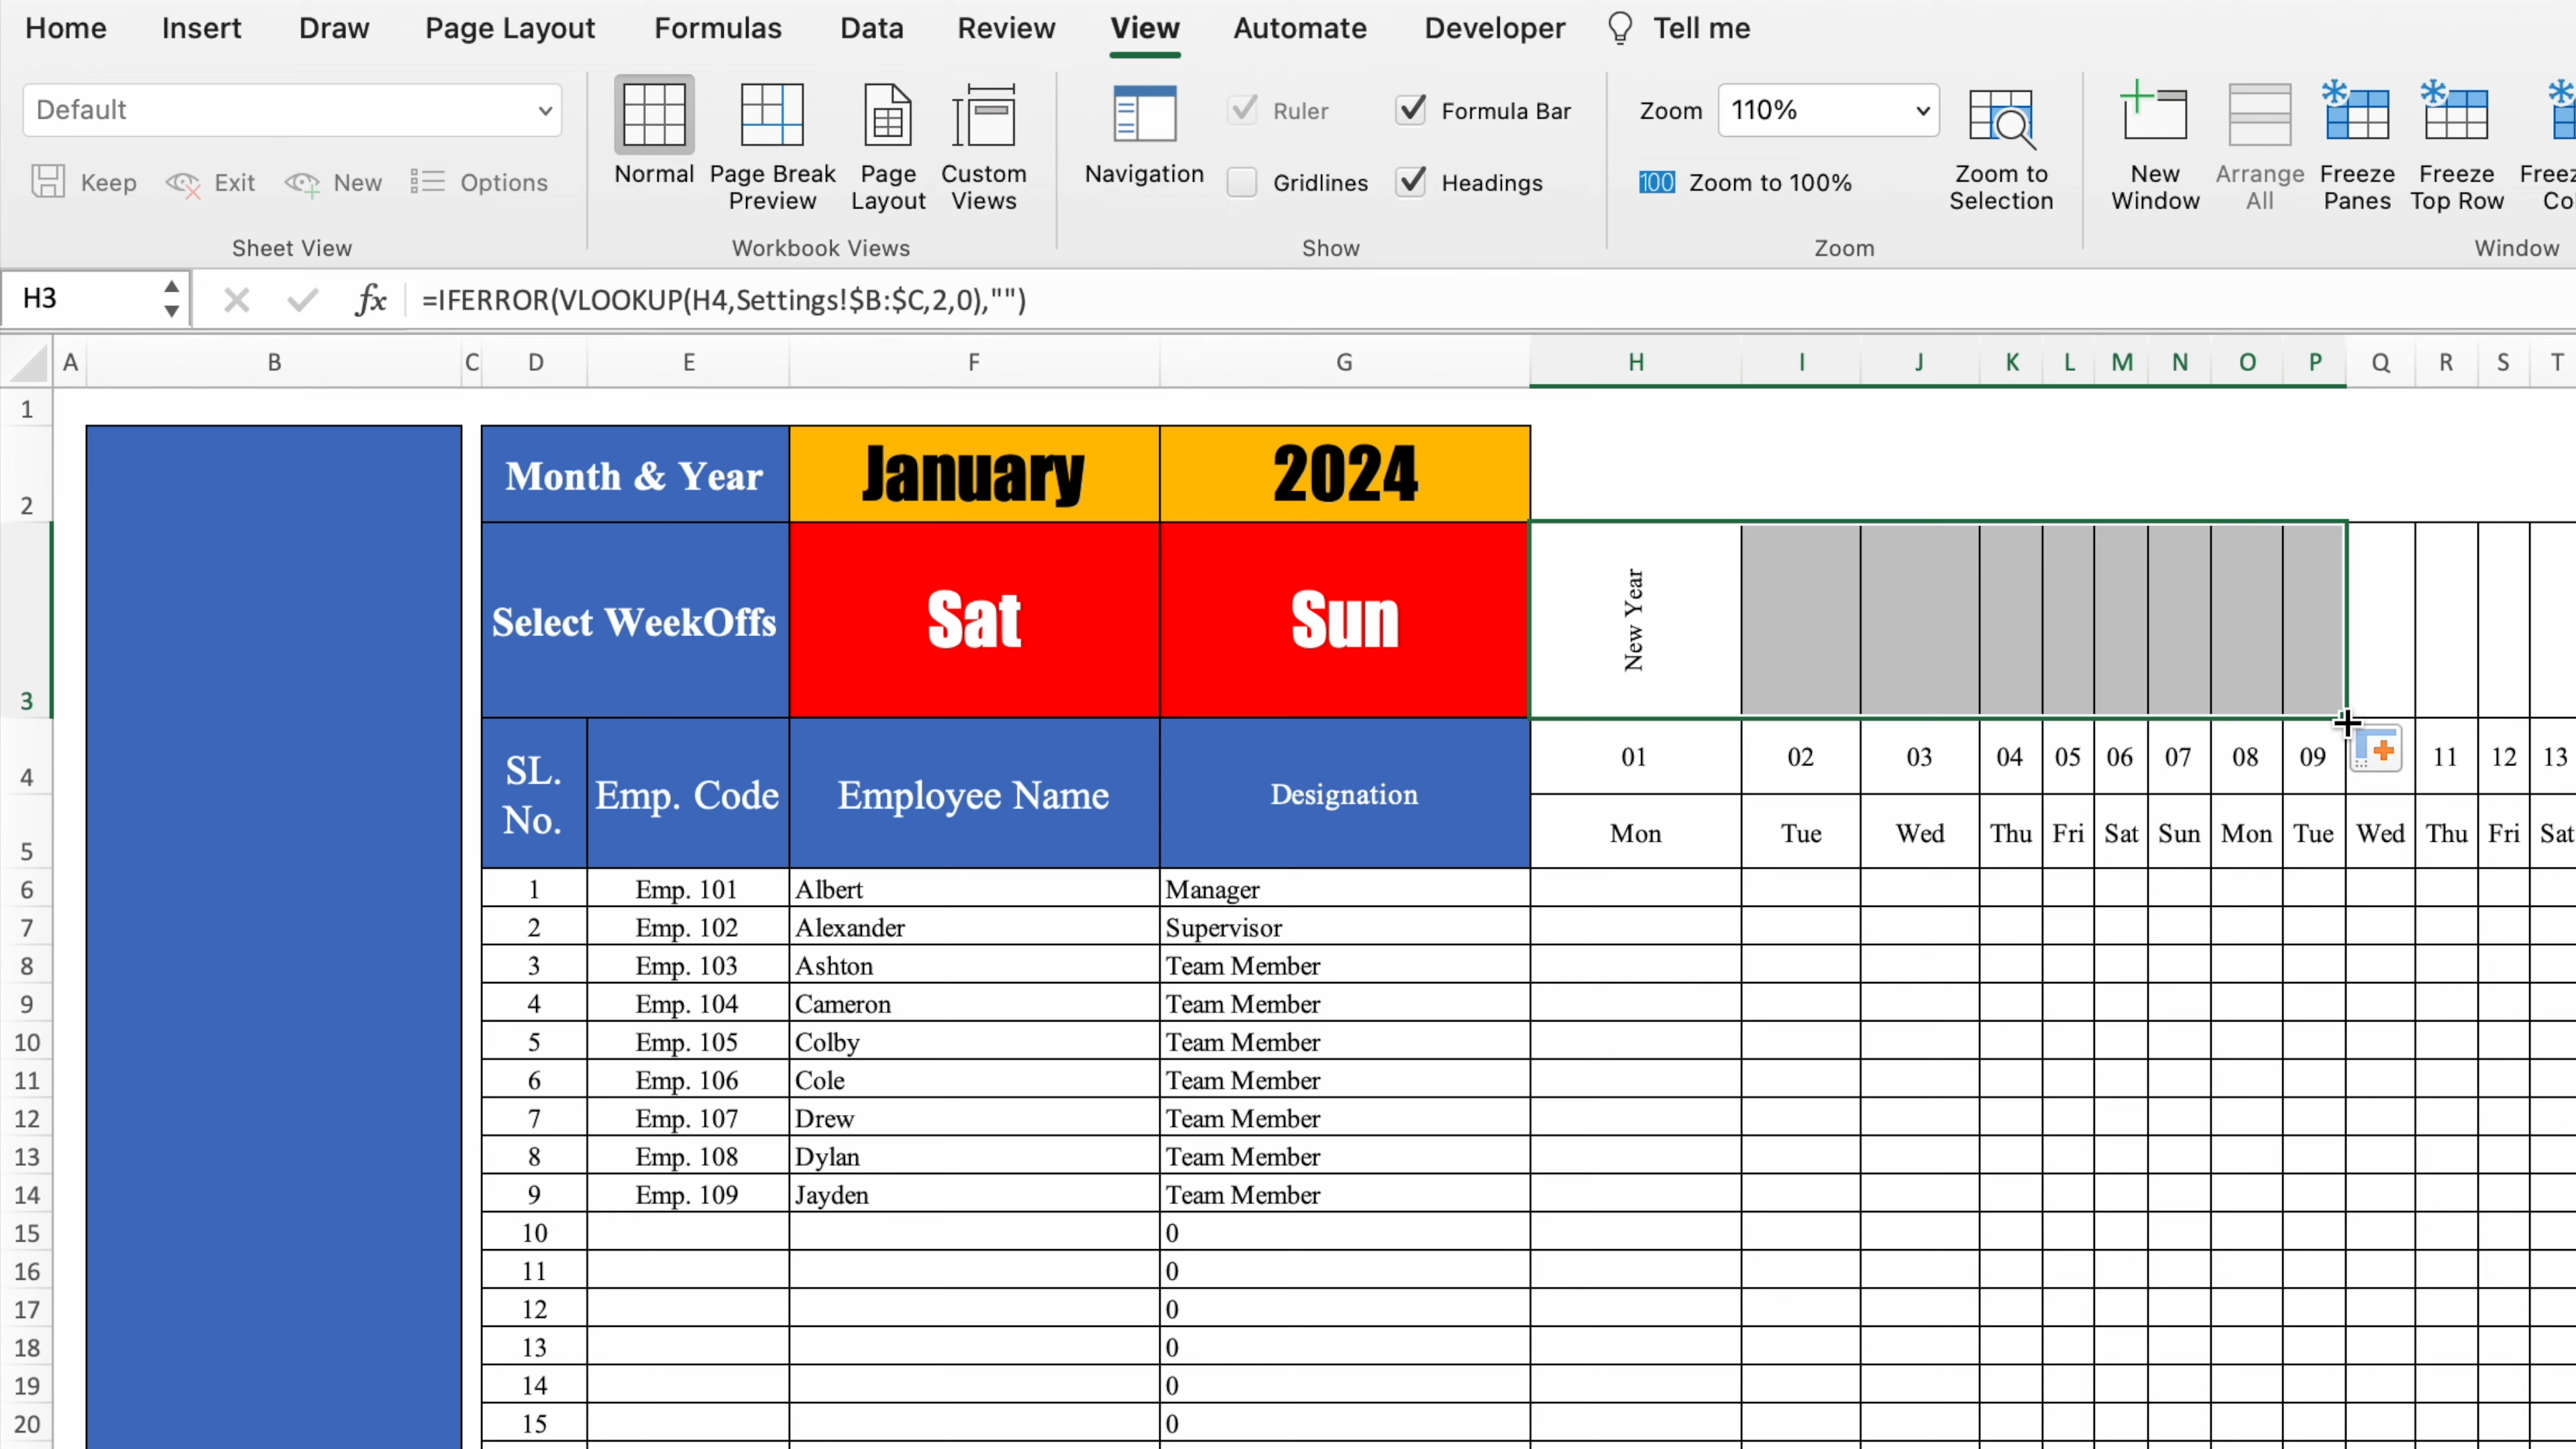 Home Insert Draw Page Layout Formulas Data Review View Automate Developer Tell me
Default
Keep Exit New Options
Sheet View
Normal Page Break Preview Page Layout Custom Views
Workbook Views
Navigation Ruler Formula Bar
Gridlines Headings
Show
Zoom 110%
100 Zoom to 100%
Zoom to Selection
Zoom
New Window Arrange All Freeze Panes Freeze Top Row
Window
H3 fx =IFERROR(VLOOKUP(H4,Settings!$B:$C,2,0),"")
A B C D E F G H I J K L M N O P Q R S T
1
2 Month & Year January 2024
3 Select WeekOffs Sat Sun New Year
4 SL. No. Emp. Code Employee Name Designation 01 02 03 04 05 06 07 08 09 11 12 13
5 Mon Tue Wed Thu Fri Sat Sun Mon Tue Wed Thu Fri Sat
6 1 Emp. 101 Albert Manager
7 2 Emp. 102 Alexander Supervisor
8 3 Emp. 103 Ashton Team Member
9 4 Emp. 104 Cameron Team Member
10 5 Emp. 105 Colby Team Member
11 6 Emp. 106 Cole Team Member
12 7 Emp. 107 Drew Team Member
13 8 Emp. 108 Dylan Team Member
14 9 Emp. 109 Jayden Team Member
15 10 0
16 11 0
17 12 0
18 13 0
19 14 0
20 15 0